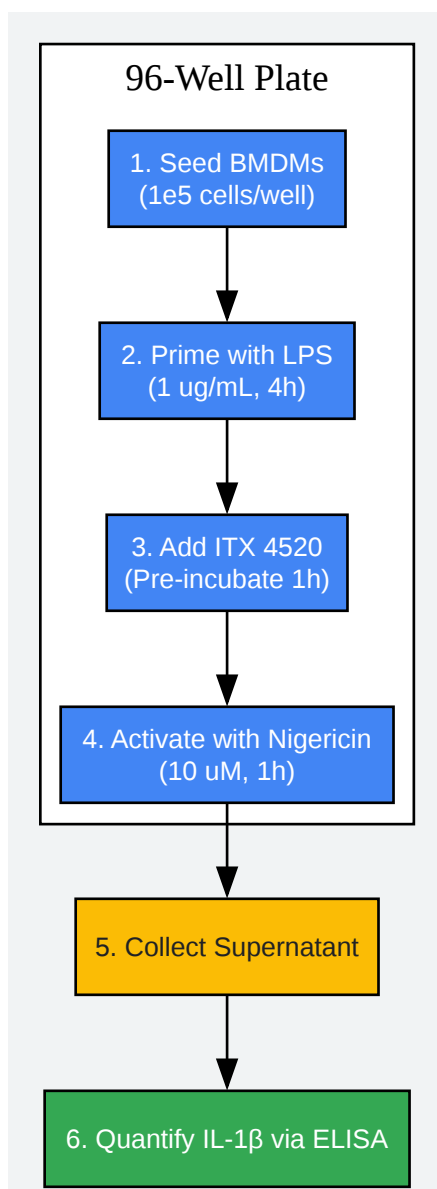 96-Well Plate
1. Seed BMDMs
(1e5 cells/well)
2. Prime with LPS
(1 ug/mL, 4h)
3. Add ITX 4520
(Pre-incubate 1h)
4. Activate with Nigericin
(10 uM, 1h)
5. Collect Supernatant
6. Quantify IL-1β via ELISA